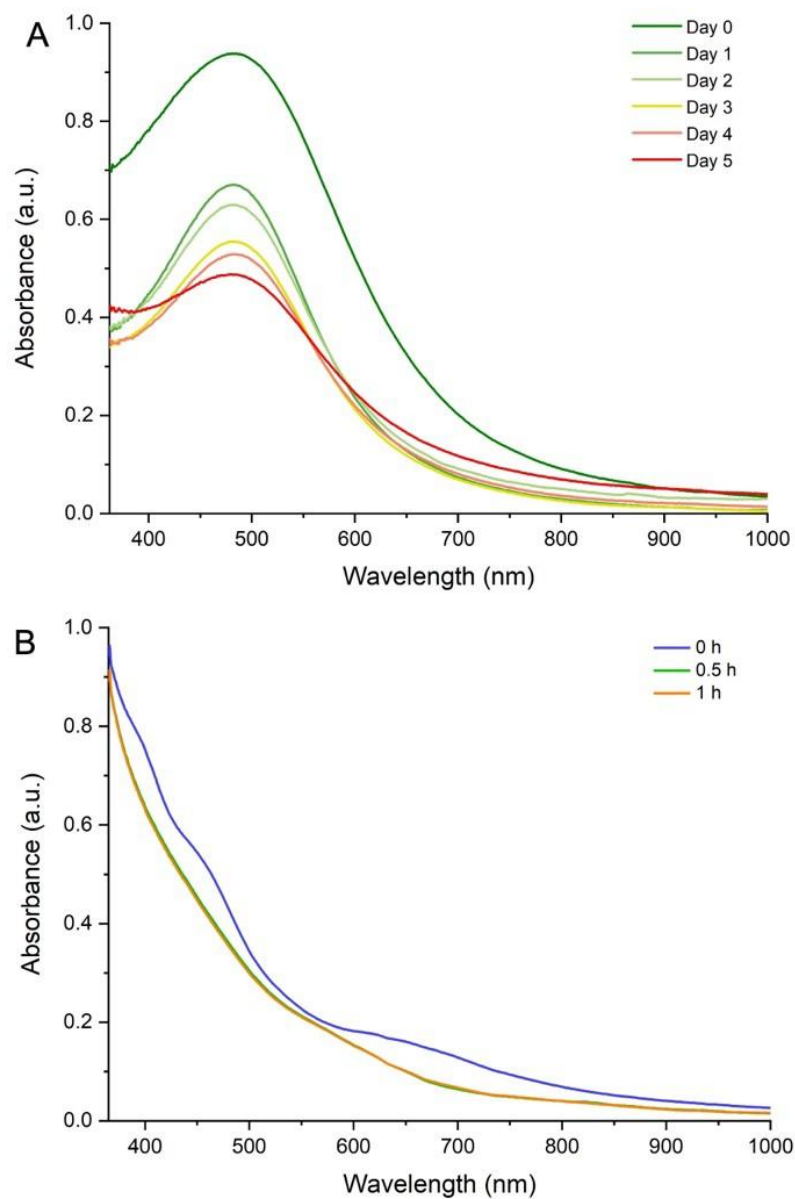 A
Day 0
Day 1
Day 2
Day 3
Day 4
Day 5
1.0
0.8
0.6
0.4
0.2
0.0
Absorbance (a.u.)
400 500 600 700 800 900 1000
Wavelength (nm)
B
0 h
0.5 h
1 h
1.0
0.8
0.6
0.4
0.2
0.0
Absorbance (a.u.)
400 500 600 700 800 900 1000
Wavelength (nm)